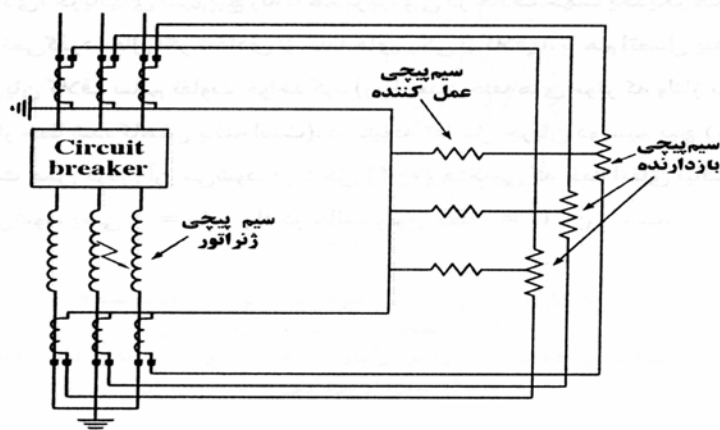 سیم‌پیچی
عمل کننده
سیم‌پیچی
بازدارنده
Circuit
breaker
سیم پیچی
ژنراتور